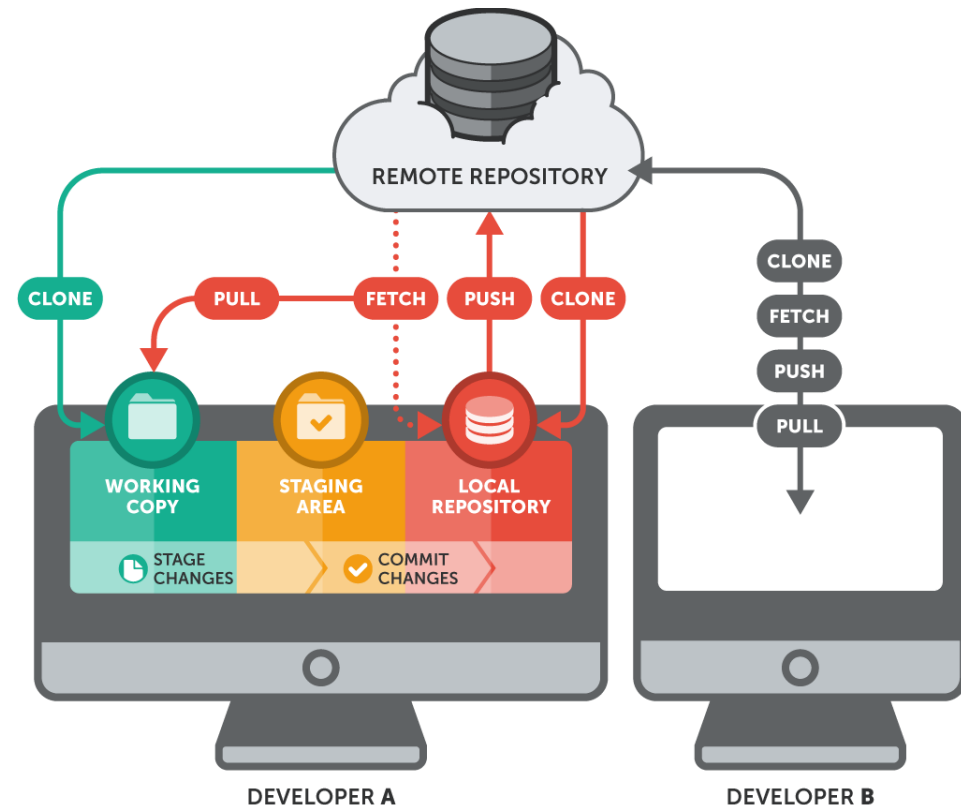 REMOTE REPOSITORY
CLONE
PULL
FETCH
PUSH
CLONE
CLONE
FETCH
PUSH
PULL
WORKING
COPY
STAGING
AREA
LOCAL
REPOSITORY
STAGE
CHANGES
COMMIT
CHANGES
DEVELOPER A
DEVELOPER B